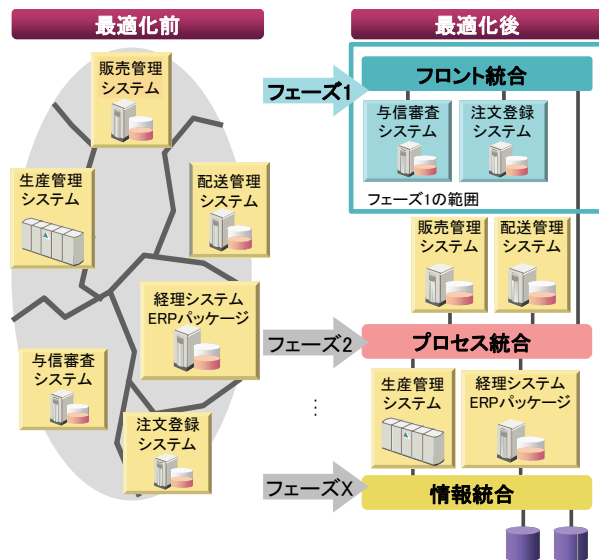 最適化前
販売管理
システム
生産管理
システム
配送管理
システム
経理システム
ERPパッケージ
与信審査
システム
注文登録
システム
フェーズ1
フェーズ2
⋮
フェーズX
最適化後
フロント統合
与信審査
システム
注文登録
システム
フェーズ1の範囲
販売管理
システム
配送管理
システム
プロセス統合
生産管理
システム
経理システム
ERPパッケージ
情報統合